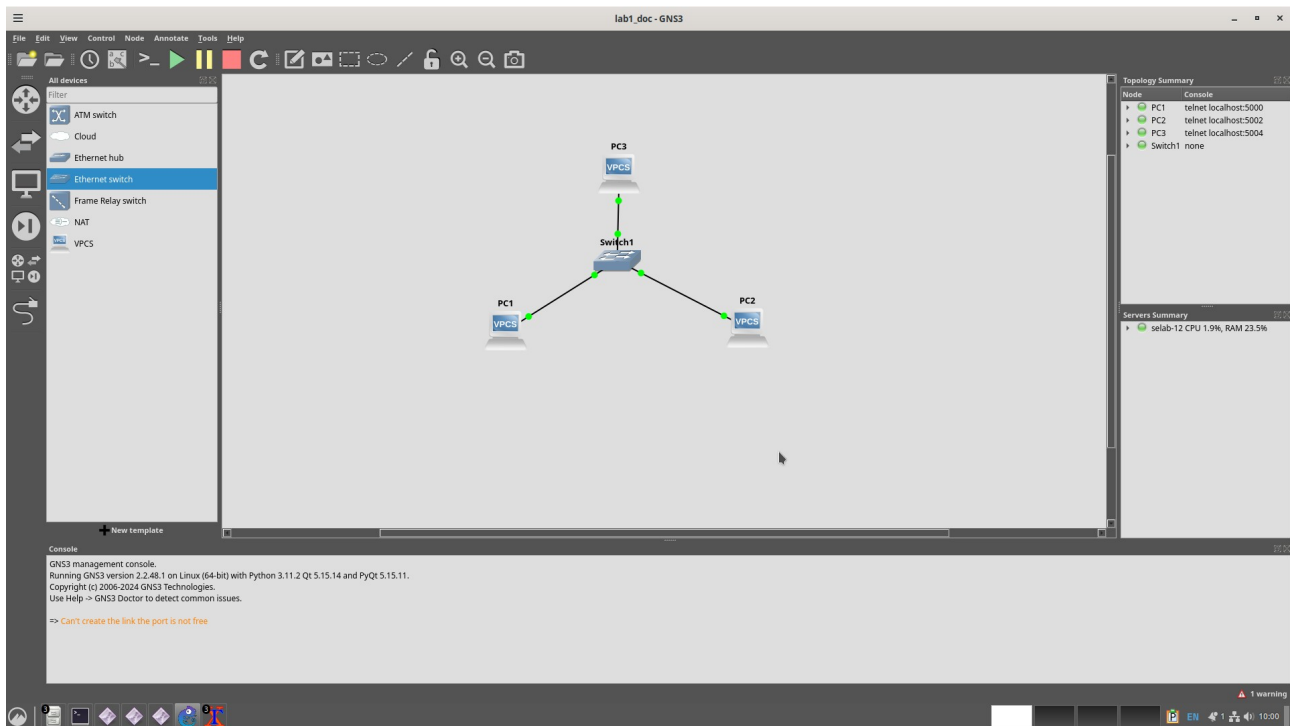 lab1_doc - GNS3
File Edit View Control Node Annotate Tools Help
All devices
Filter
ATM switch
Cloud
Ethernet hub
Ethernet switch
Frame Relay switch
NAT
VPCS
New template
PC3
VPCS
Switch1
PC1
VPCS
PC2
VPCS
Topology Summary
Node Console
PC1 telnet localhost:5000
PC2 telnet localhost:5002
PC3 telnet localhost:5004
Switch1 none
Servers Summary
selab-12 CPU 1.9%, RAM 23.5%
Console
GNS3 management console.
Running GNS3 version 2.2.48.1 on Linux (64-bit) with Python 3.11.2 Qt 5.15.14 and PyQt 5.15.11.
Copyright (c) 2006-2024 GNS3 Technologies.
Use Help -> GNS3 Doctor to detect common issues.
=> Can't create the link the port is not free
1 warning
3 3 EN 1 10:00